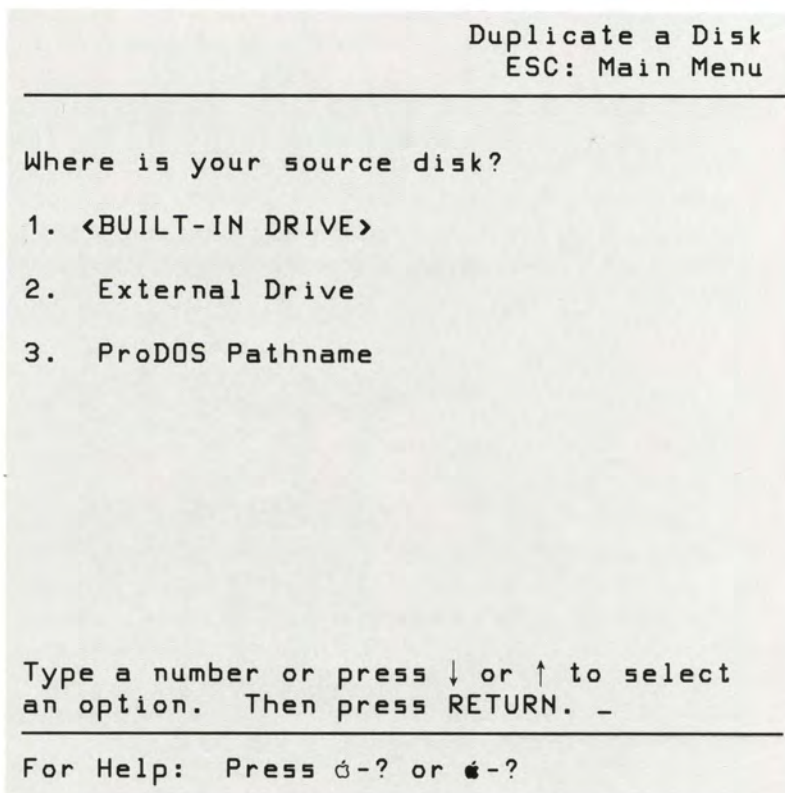 Duplicate a Disk
ESC: Main Menu
Where is your source disk?
1. <BUILT-IN DRIVE>
2. External Drive
3. ProDOS Pathname
Type a number or press ↓ or ↑ to select
an option. Then press RETURN. _
For Help: Press -? or -?